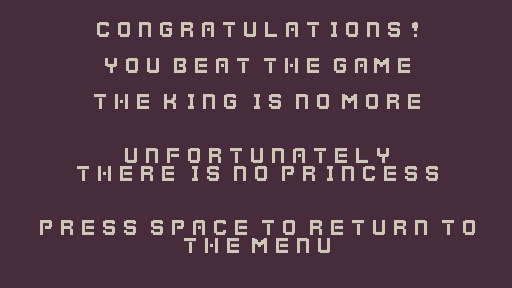 CONGRATULATIONS!
YOU BEAT THE GAME
THE KING IS NO MORE
UNFORTUNATELY
THERE IS NO PRINCESS
PRESS SPACE TO RETURN TO
THE MENU